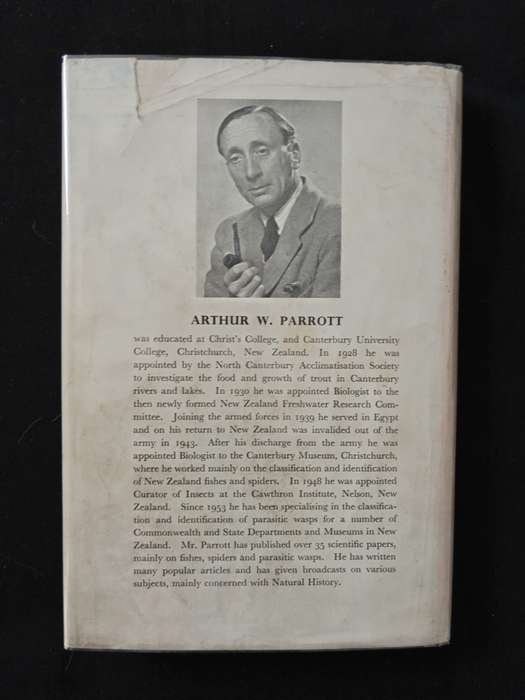 ARTHUR W. PARROTT
was educated at Christ's College, and Canterbury University
College, Christchurch, New Zealand. In 1928 he was
appointed by the North Canterbury Acclimatisation Society
to investigate the food and growth of trout in Canterbury
rivers and lakes. In 1930 he was appointed Biologist to the
then newly formed New Zealand Freshwater Research Com-
mittee. Joining the armed forces in 1939 he served in Egypt
and on his return to New Zealand was invalided out of the
army in 1943. After his discharge from the army he was
appointed Biologist to the Canterbury Museum, Christchurch,
where he worked mainly on the classification and identification
of New Zealand fishes and spiders. In 1948 he was appointed
Curator of Insects at the Cawthron Institute, Nelson, New
Zealand. Since 1953 he has been specialising in the classifica-
tion and identification of parasitic wasps for a number of
Commonwealth and State Departments and Museums in New
Zealand. Mr. Parrott has published over 35 scientific papers,
mainly on fishes, spiders and parasitic wasps. He has written
many popular articles and has given broadcasts on various
subjects, mainly concerned with Natural History.